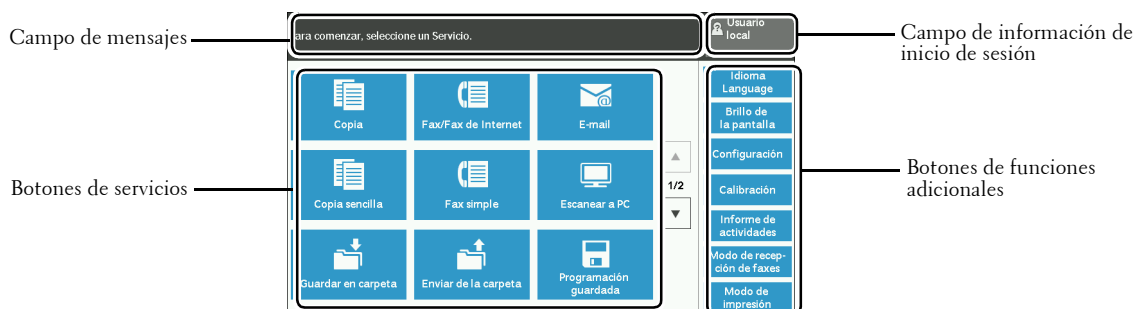 Campo de mensajes
ara comenzar, seleccione un Servicio.
Usuario
local
Campo de información de
inicio de sesión
Copia
Fax/Fax de Internet
E-mail
Idioma
Language
Brillo de
la pantalla
Configuración
Calibración
Informe de
actividades
Modo de recep-
ción de faxes
Modo de
impresión
Botones de servicios
Copia sencilla
Fax simple
Escanear a PC
1/2
Botones de funciones
adicionales
Guardar en carpeta
Enviar de la carpeta
Programación
guardada